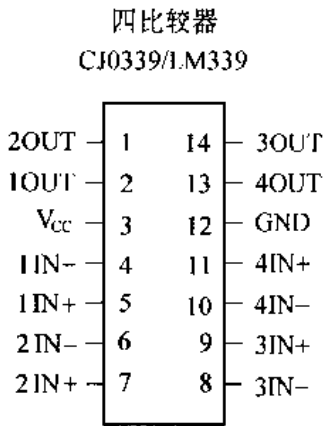 四比较器
CJ0339/LM339
2OUT 1 14 3OUT
1OUT 2 13 4OUT
Vcc 3 12 GND
1IN- 4 11 4IN+
1IN+ 5 10 4IN-
2IN- 6 9 3IN+
2IN+ 7 8 3IN-